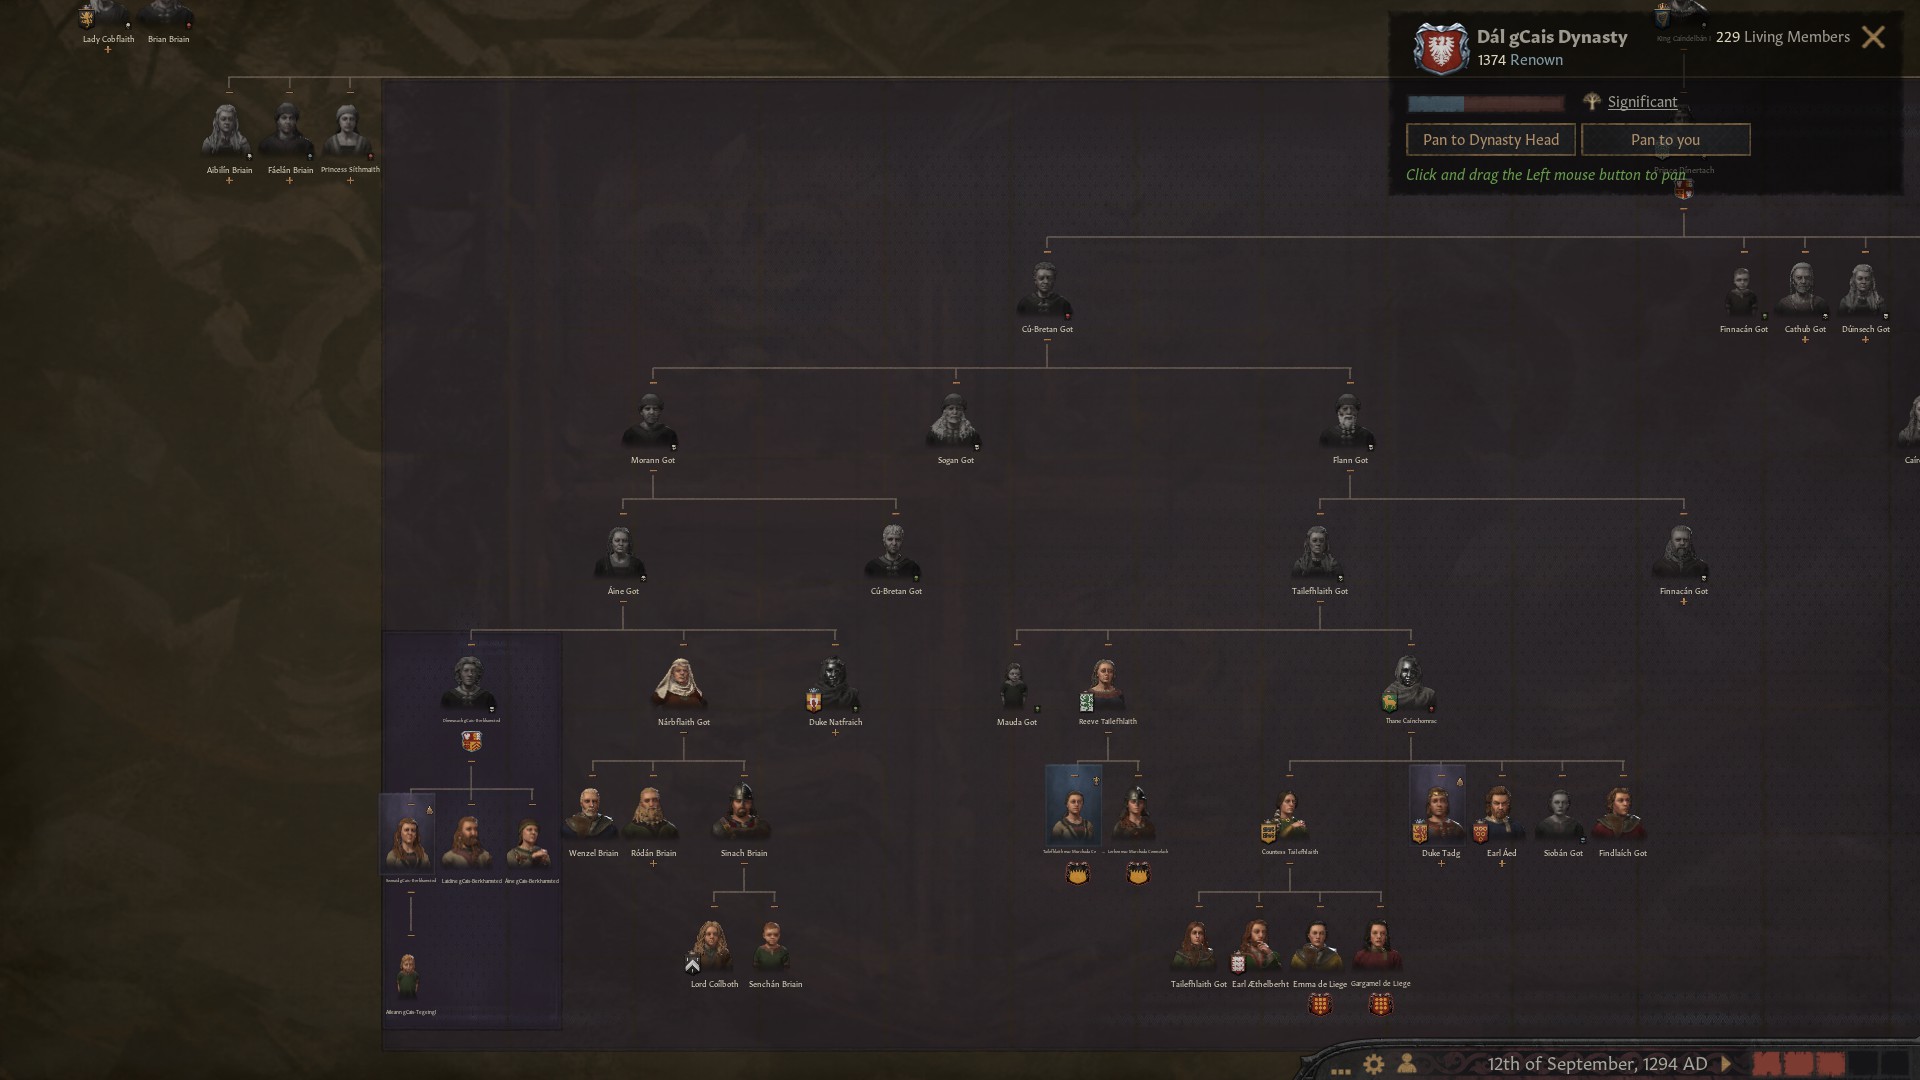 Lady Cobflaith
Brian Briain
Dál gCais Dynasty
229 Living Members
1374 Renown
Significant
Pan to Dynasty Head
Pan to you
Click and drag the Left mouse button to pan
Aibilín Briain
Fáelán Briain
Princess Sithmaith
Cú-Bretan Got
Finnacán Got
Cathub Got
Dúinsech Got
Morann Got
Sogan Got
Flann Got
Áine Got
Cú-Bretan Got
Tailefhlaith Got
Finnacán Got
Nárbflaith Got
Duke Natfraich
Mauda Got
Reeve Tailefhlaith
Thane Cainchomrac
Wenzel Briain
Ródán Briain
Sinach Briain
Countess Tailefhlaith
Duke Tadg
Earl Áed
Siobán Got
Findlaích Got
Laidíne gCais-Berkhamsted
Áine gCais-Berkhamsted
Lord Coílboth
Senchán Briain
Tailefhlaith Got
Earl Æthelberht
Emma de Liege
Gargamel de Liege
12th of September, 1294 AD